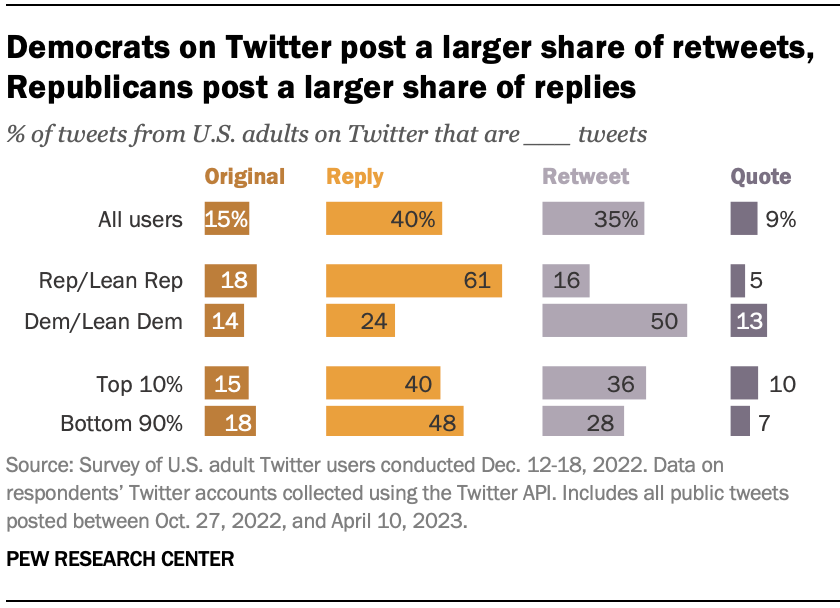 Democrats on Twitter post a larger share of retweets,
Republicans post a larger share of replies
% of tweets from U.S. adults on Twitter that are ____ tweets
Original Reply Retweet Quote
All users 15% 40% 35% 9%
Rep/Lean Rep 18 61 16 5
Dem/Lean Dem 14 24 50 13
Top 10% 15 40 36 10
Bottom 90% 18 48 28 7
Source: Survey of U.S. adult Twitter users conducted Dec. 12-18, 2022. Data on
respondents’ Twitter accounts collected using the Twitter API. Includes all public tweets
posted between Oct. 27, 2022, and April 10, 2023.
PEW RESEARCH CENTER